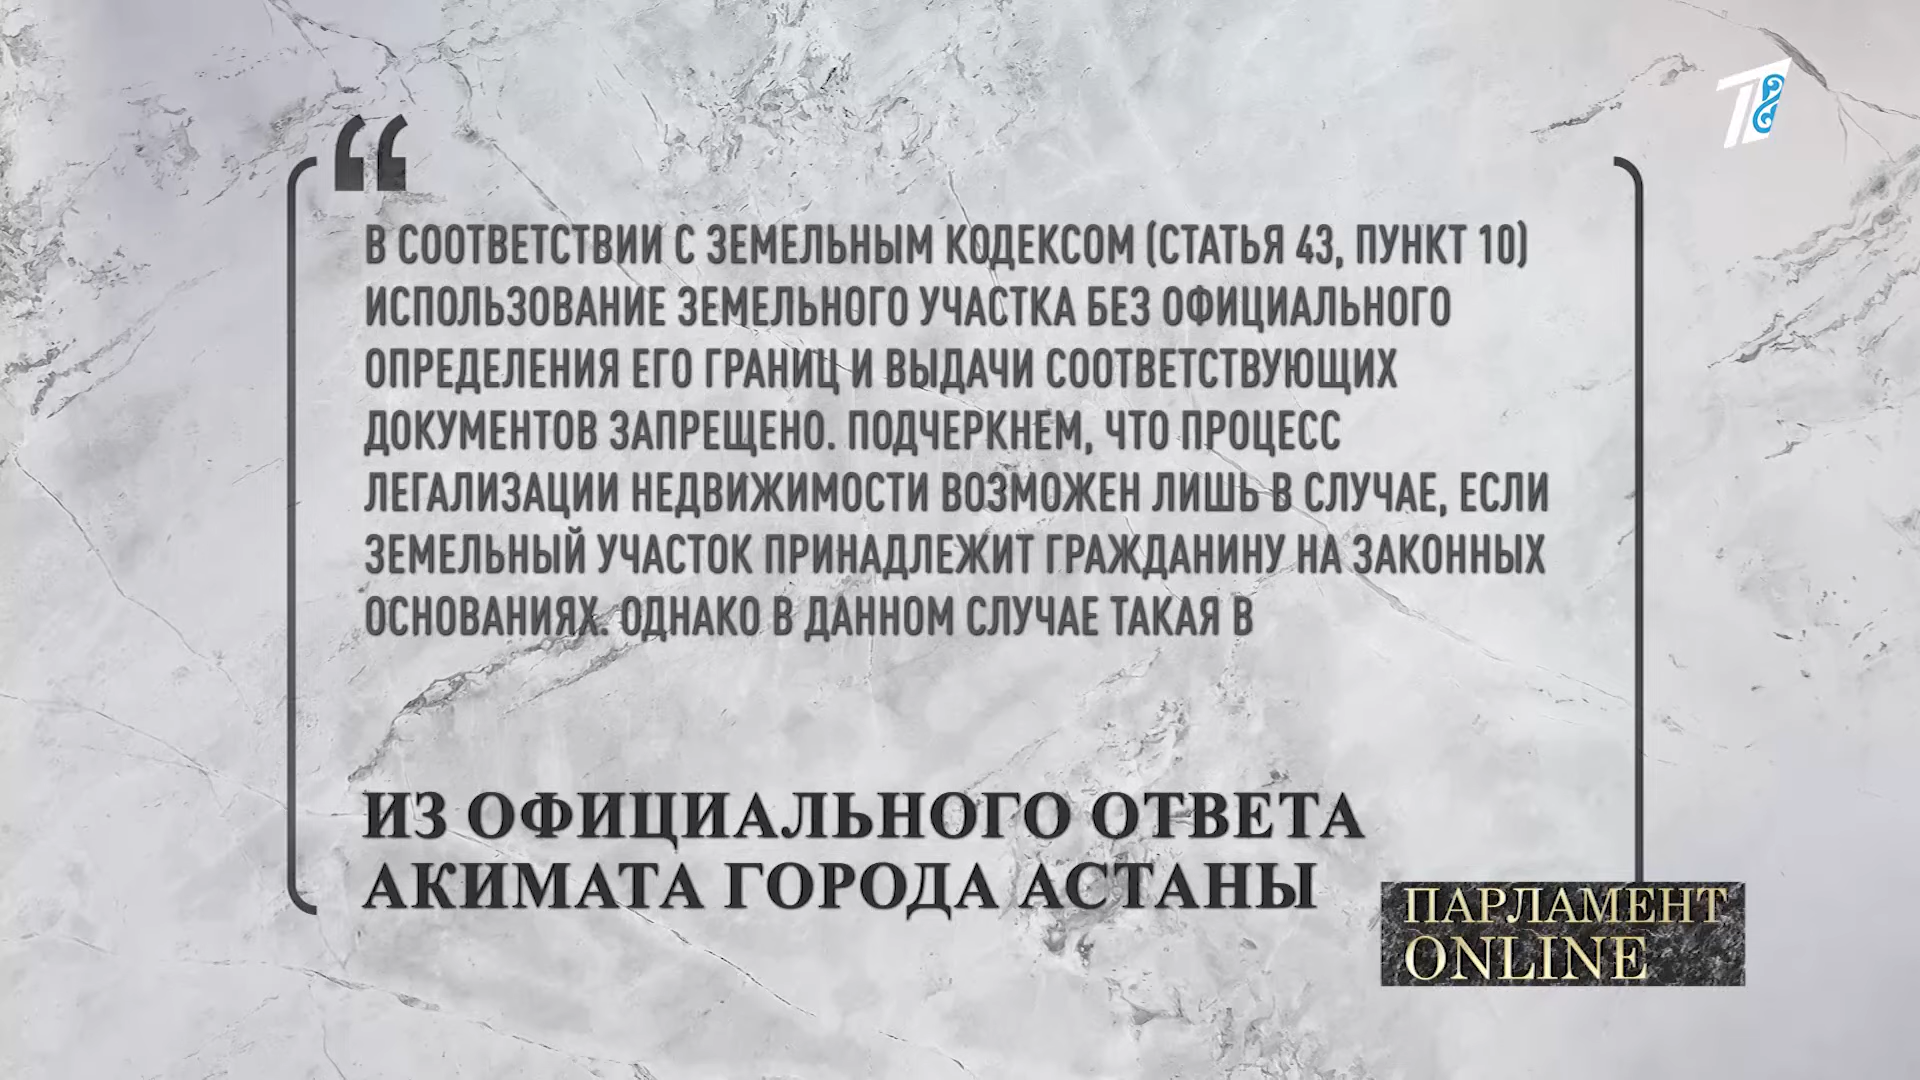 “
В СООТВЕТСТВИИ С ЗЕМЕЛЬНЫМ КОДЕКСОМ (СТАТЬЯ 43, ПУНКТ 10)
ИСПОЛЬЗОВАНИЕ ЗЕМЕЛЬНОГО УЧАСТКА БЕЗ ОФИЦИАЛЬНОГО
ОПРЕДЕЛЕНИЯ ЕГО ГРАНИЦ И ВЫДАЧИ СООТВЕТСТВУЮЩИХ
ДОКУМЕНТОВ ЗАПРЕЩЕНО. ПОДЧЕРКНЕМ, ЧТО ПРОЦЕСС
ЛЕГАЛИЗАЦИИ НЕДВИЖИМОСТИ ВОЗМОЖЕН ЛИШЬ В СЛУЧАЕ, ЕСЛИ
ЗЕМЕЛЬНЫЙ УЧАСТОК ПРИНАДЛЕЖИТ ГРАЖДАНИНУ НА ЗАКОННЫХ
ОСНОВАНИЯХ. ОДНАКО В ДАННОМ СЛУЧАЕ ТАКАЯ В
ИЗ ОФИЦИАЛЬНОГО ОТВЕТА
АКИМАТА ГОРОДА АСТАНЫ
ПАРЛАМЕНТ
ONLINE